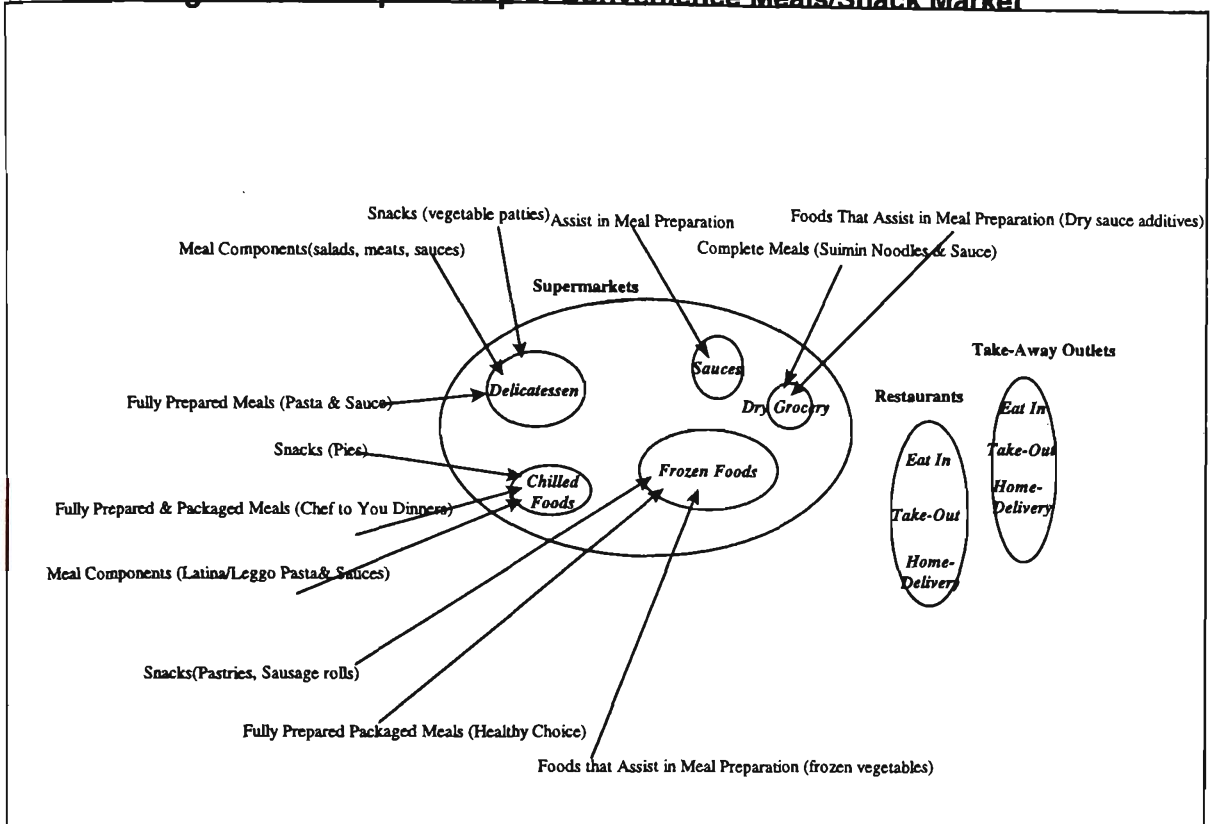 Meals/Snack Market
Snacks (vegetable patties)
Assist in Meal Preparation
Foods That Assist in Meal Preparation (Dry sauce additives)
Meal Components(salads, meats, sauces)
Complete Meals (Suimin Noodles & Sauce)
Supermarkets
Take-Away Outlets
Sauces
Delicatessen
Restaurants
Fully Prepared Meals (Pasta & Sauce)
Dry Grocery
Eat In
Take-Out
Home-
Delivery
Snacks (Pies)
Eat In
Take-Out
Home-
Delivery
Frozen Foods
Chilled
Foods
Fully Prepared & Packaged Meals (Chef to You Dinners)
Meal Components (Latina/Leggo Pasta& Sauces)
Snacks(Pastries, Sausage rolls)
Fully Prepared Packaged Meals (Healthy Choice)
Foods that Assist in Meal Preparation (frozen vegetables)